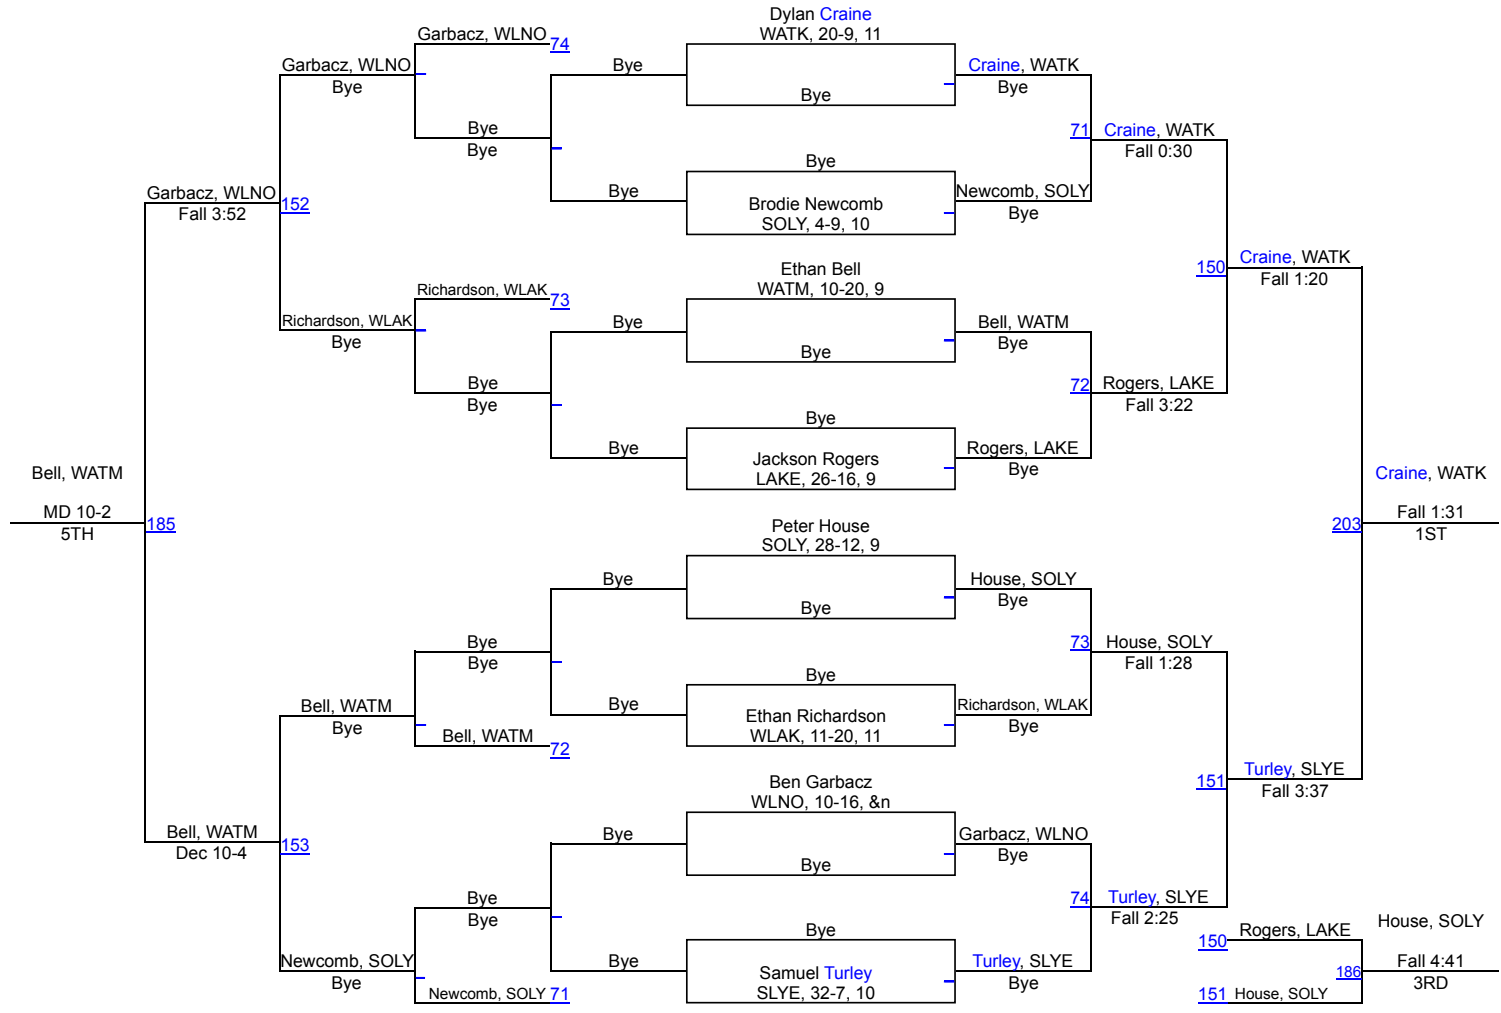 Dylan Craine
WATK, 20-9, 11
Garbacz, WLNO
74
Garbacz, WLNO
Bye
Bye
Craine, WATK
Bye
Bye
Bye
Bye
71
Craine, WATK
Fall 0:30
Bye
Garbacz, WLNO
Fall 3:52
152
Bye
Brodie Newcomb
SOLY, 4-9, 10
Newcomb, SOLY
Bye
Ethan Bell
WATM, 10-20, 9
150
Craine, WATK
Fall 1:20
Richardson, WLAK
73
Richardson, WLAK
Bye
Bye
Bye
Bell, WATM
Bye
Bye
Bye
72
Rogers, LAKE
Fall 3:22
Bye
Bye
Jackson Rogers
LAKE, 26-16, 9
Rogers, LAKE
Bye
Bell, WATM
MD 10-2
5TH
185
Craine, WATK
Fall 1:31
1ST
203
Peter House
SOLY, 28-12, 9
Bye
Bye
House, SOLY
Bye
Bye
Bye
73
House, SOLY
Fall 1:28
Bye
Bell, WATM
Bye
Bye
Ethan Richardson
WLAK, 11-20, 11
Richardson, WLAK
Bye
Bell, WATM
72
Ben Garbacz
WLNO, 10-16, &n
151
Turley, SLYE
Fall 3:37
Bell, WATM
Dec 10-4
153
Bye
Bye
Garbacz, WLNO
Bye
Bye
Bye
74
Turley, SLYE
Fall 2:25
Bye
Newcomb, SOLY
Bye
Bye
Samuel Turley
SLYE, 32-7, 10
Turley, SLYE
Bye
Newcomb, SOLY
71
150
Rogers, LAKE
House, SOLY
Fall 4:41
3RD
186
151
House, SOLY